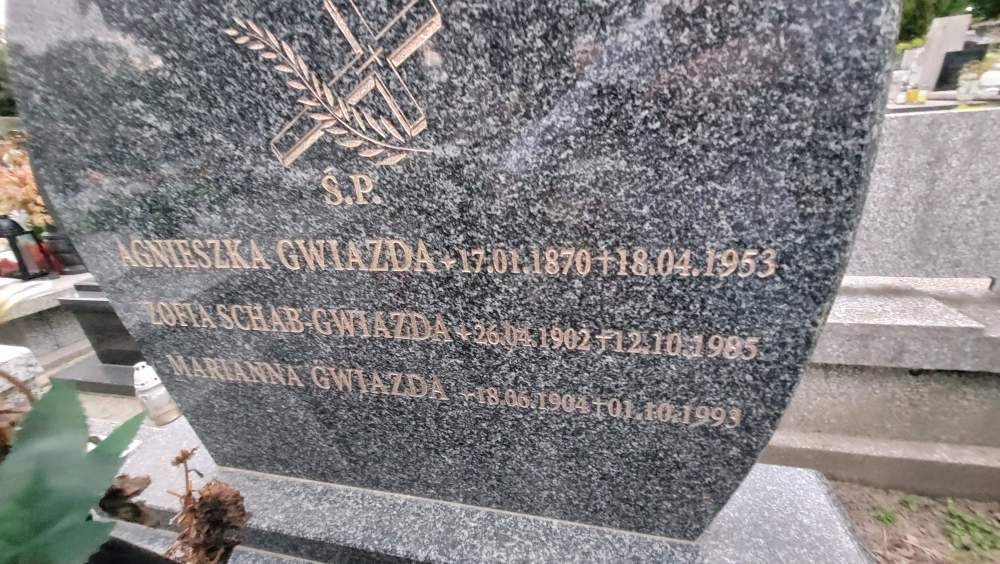 Ś.P.
AGNIESZKA GWIAZDA +17.01.1870 †18.04.1953
ZOFIA SCHAB-GWIAZDA +26.04.1902 †12.10.1985
MARIANNA GWIAZDA +18.06.1904 †01.10.1993